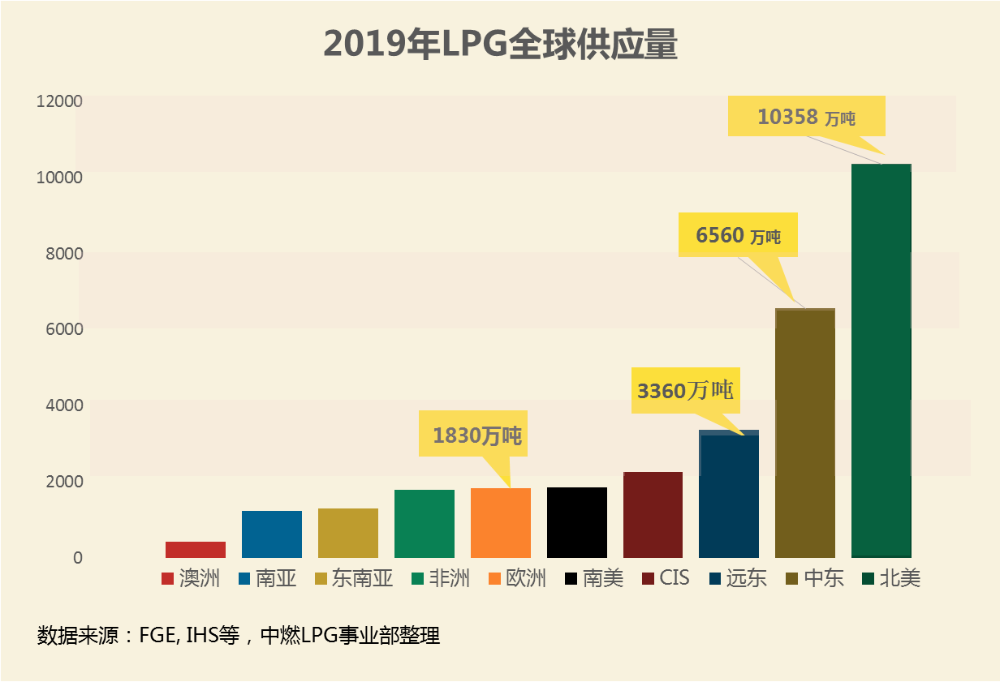 2019年LPG全球供应量
12000
10358 万吨
10000
6560 万吨
8000
6000
3360万吨
4000
1830万吨
2000
0
澳洲 南亚 东南亚 非洲 欧洲 南美 CIS 远东 中东 北美
数据来源：FGE, IHS等，中燃LPG事业部整理